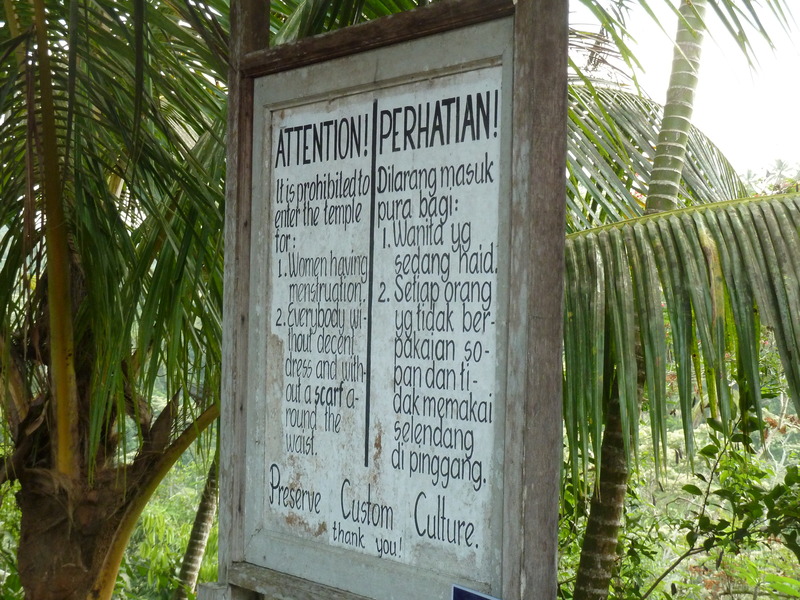 ATTENTION!
It is prohibited to
enter the temple
for:
1. Women having
menstruation.
2. Everybody wi-
thout decent
dress and with-
out a scarf a-
round the
waist.
PERHATIAN!
Dilarang masuk
pura bagi:
1. Wanita yg
sedang haid.
2. Setiap orang
yg tidak ber-
pakaian so-
pan dan ti-
dak memakai
selendang
di pinggang.
Preserve Custom Culture.
thank you!